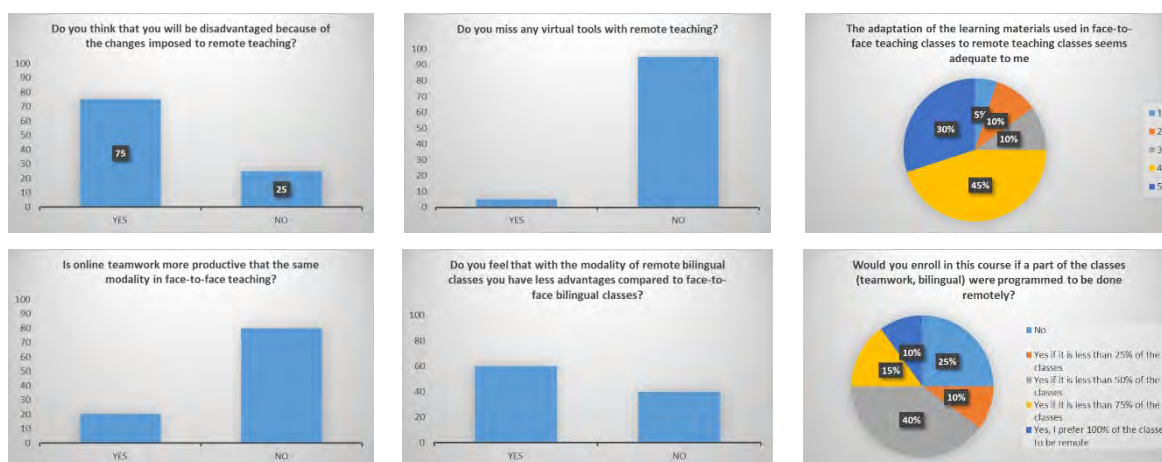 Do you think that you will be disadvantaged because of
the changes imposed to remote teaching?
100
90
80
70
60
50
40
30
20
10
0
75
25
YES
NO
Do you miss any virtual tools with remote teaching?
100
90
80
70
60
50
40
30
20
10
0
YES
NO
The adaptation of the learning materials used in face-to-
face teaching classes to remote teaching classes seems
adequate to me
5%
10%
10%
45%
30%
1
2
3
4
5
Is online teamwork more productive that the same
modality in face-to-face teaching?
100
90
80
70
60
50
40
30
20
10
0
YES
NO
Do you feel that with the modality of remote bilingual
classes you have less advantages compared to face-to-
face bilingual classes?
100
80
60
40
20
0
YES
NO
Would you enroll in this course if a part of the classes
(teamwork, bilingual) were programmed to be done
remotely?
10%
25%
15%
10%
40%
No
Yes if it is less than 25% of the
classes
Yes if it is less than 50% of the
classes
Yes if it is less than 75% of the
classes
Yes, I prefer 100% of the classe
to be remote